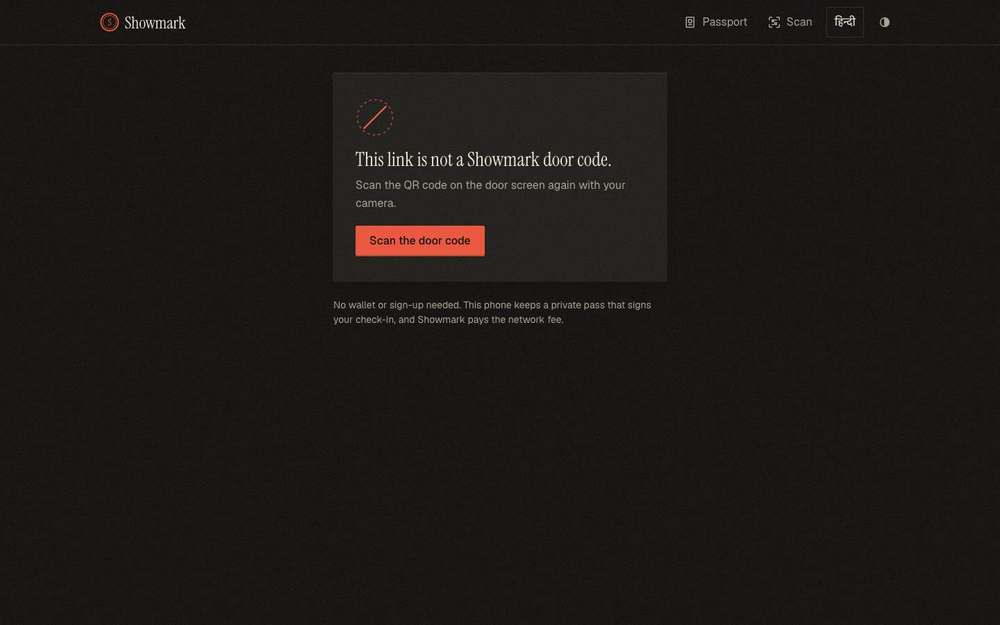 Showmark
Passport
Scan
हिन्दी
This link is not a Showmark door code.
Scan the QR code on the door screen again with your
camera.
Scan the door code
No wallet or sign-up needed. This phone keeps a private pass that signs
your check-in, and Showmark pays the network fee.